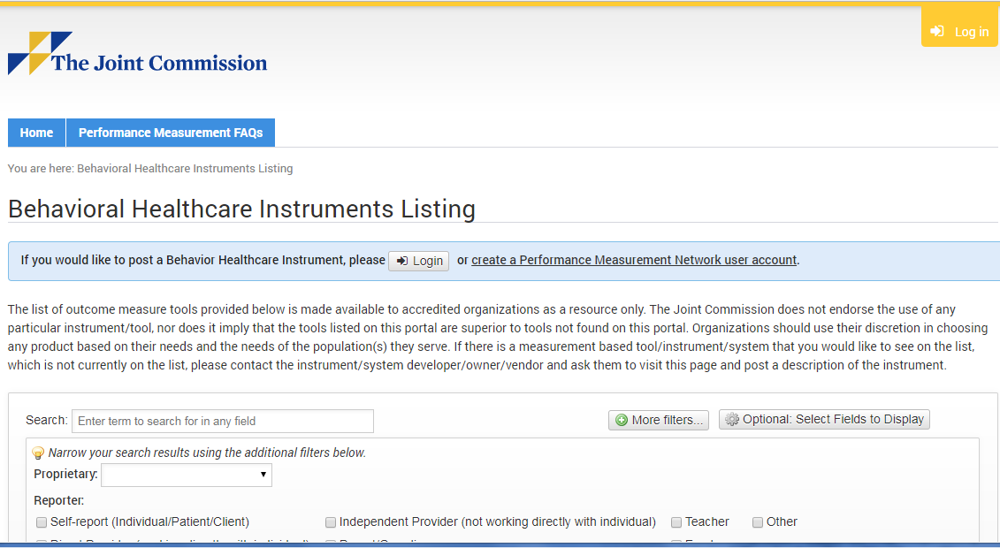 Log in
The Joint Commission
Home Performance Measurement FAQs
You are here: Behavioral Healthcare Instruments Listing
Behavioral Healthcare Instruments Listing
If you would like to post a Behavior Healthcare Instrument, please Login or create a Performance Measurement Network user account.
The list of outcome measure tools provided below is made available to accredited organizations as a resource only. The Joint Commission does not endorse the use of any
particular instrument/tool, nor does it imply that the tools listed on this portal are superior to tools not found on this portal. Organizations should use their discretion in choosing
any product based on their needs and the needs of the population(s) they serve. If there is a measurement based tool/instrument/system that you would like to see on the list,
which is not currently on the list, please contact the instrument/system developer/owner/vendor and ask them to visit this page and post a description of the instrument.
Search: Enter term to search for in any field More filters... Optional: Select Fields to Display
Narrow your search results using the additional filters below.
Proprietary:
Reporter:
Self-report (Individual/Patient/Client) Independent Provider (not working directly with individual) Teacher Other